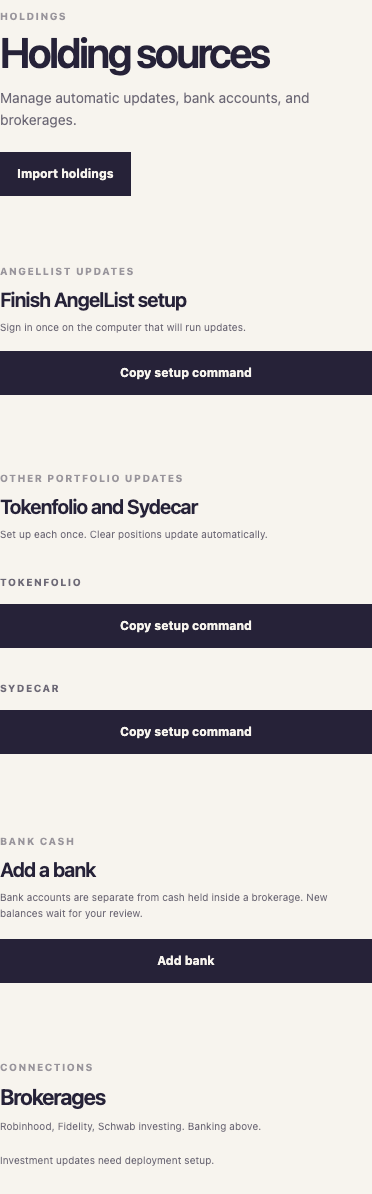 HOLDINGS
Holding sources
Manage automatic updates, bank accounts, and
brokerages.
Import holdings
ANGELLIST UPDATES
Finish AngelList setup
Sign in once on the computer that will run updates.
Copy setup command
OTHER PORTFOLIO UPDATES
Tokenfolio and Sydecar
Set up each once. Clear positions update automatically.
TOKENFOLIO
Copy setup command
SYDECAR
Copy setup command
BANK CASH
Add a bank
Bank accounts are separate from cash held inside a brokerage. New
balances wait for your review.
Add bank
CONNECTIONS
Brokerages
Robinhood, Fidelity, Schwab investing. Banking above.
Investment updates need deployment setup.